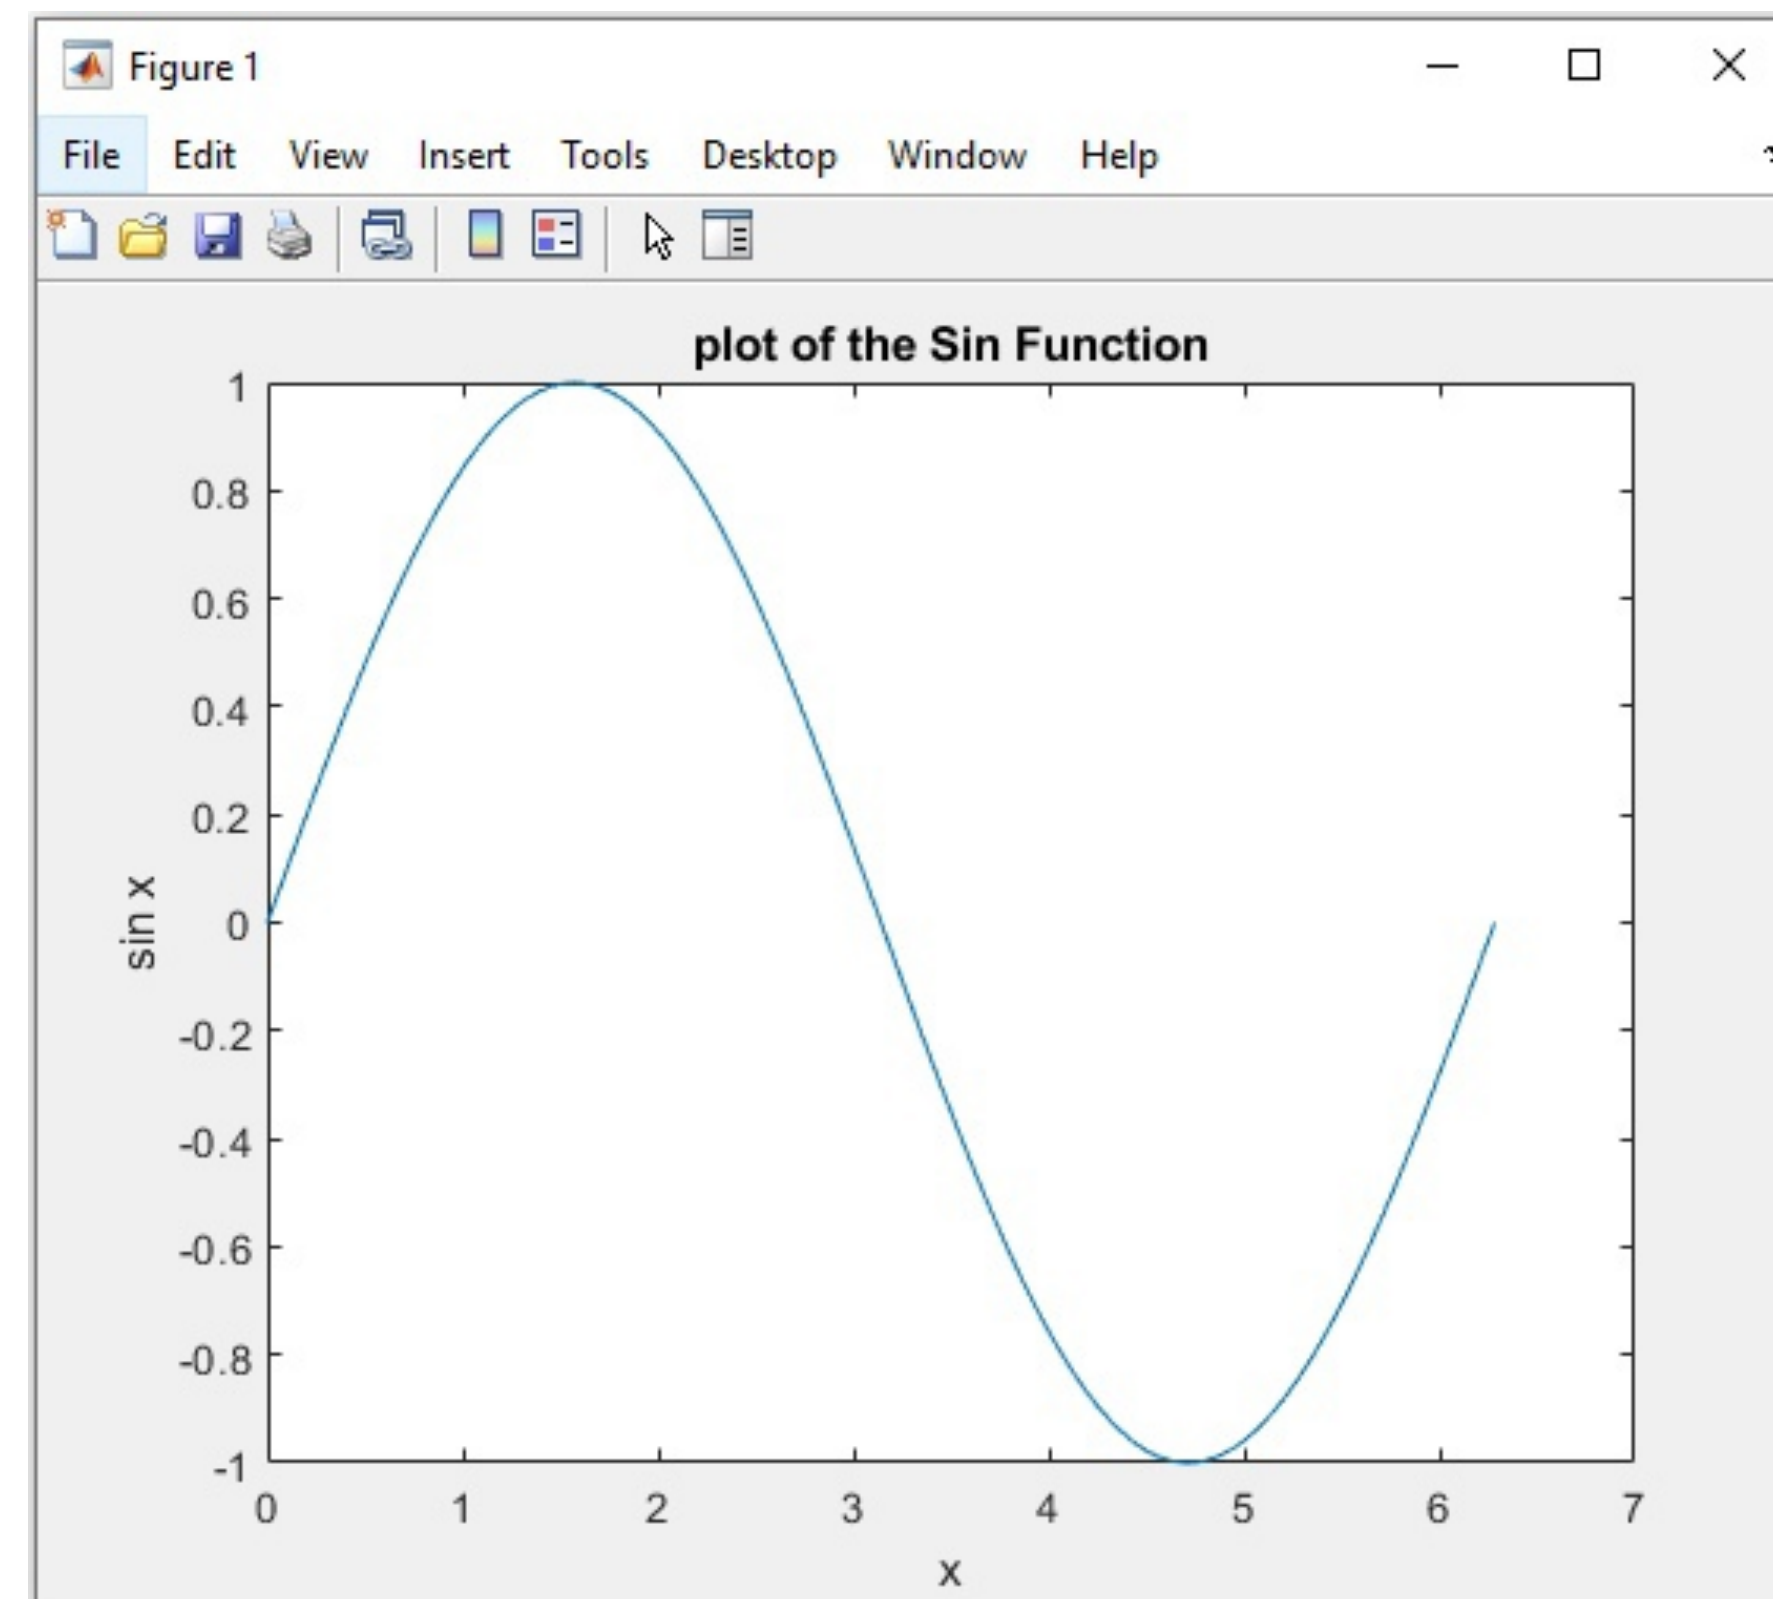 Figure 1
File Edit View Insert Tools Desktop Window Help
plot of the Sin Function
1
0.8
0.6
0.4
0.2
0
-0.2
-0.4
-0.6
-0.8
-1
sin x
0 1 2 3 4 5 6 7
x